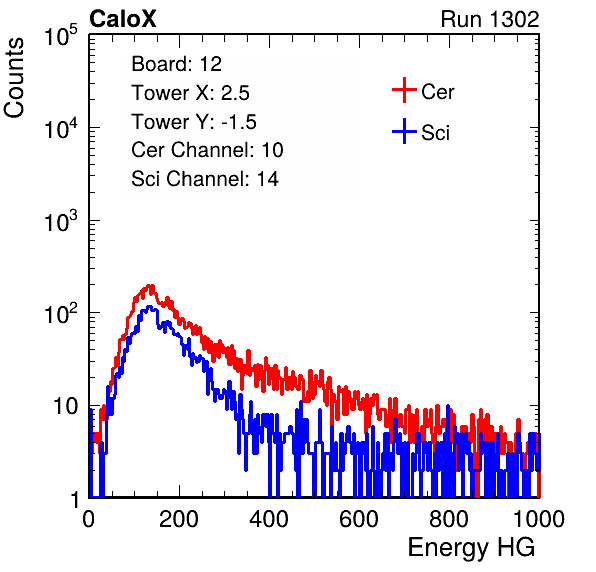 CaloX Run 1302
Counts
10^5
10^4
10^3
10^2
10
1
Board: 12
Tower X: 2.5
Tower Y: -1.5
Cer Channel: 10
Sci Channel: 14
Cer
Sci
0 200 400 600 800 1000
Energy HG